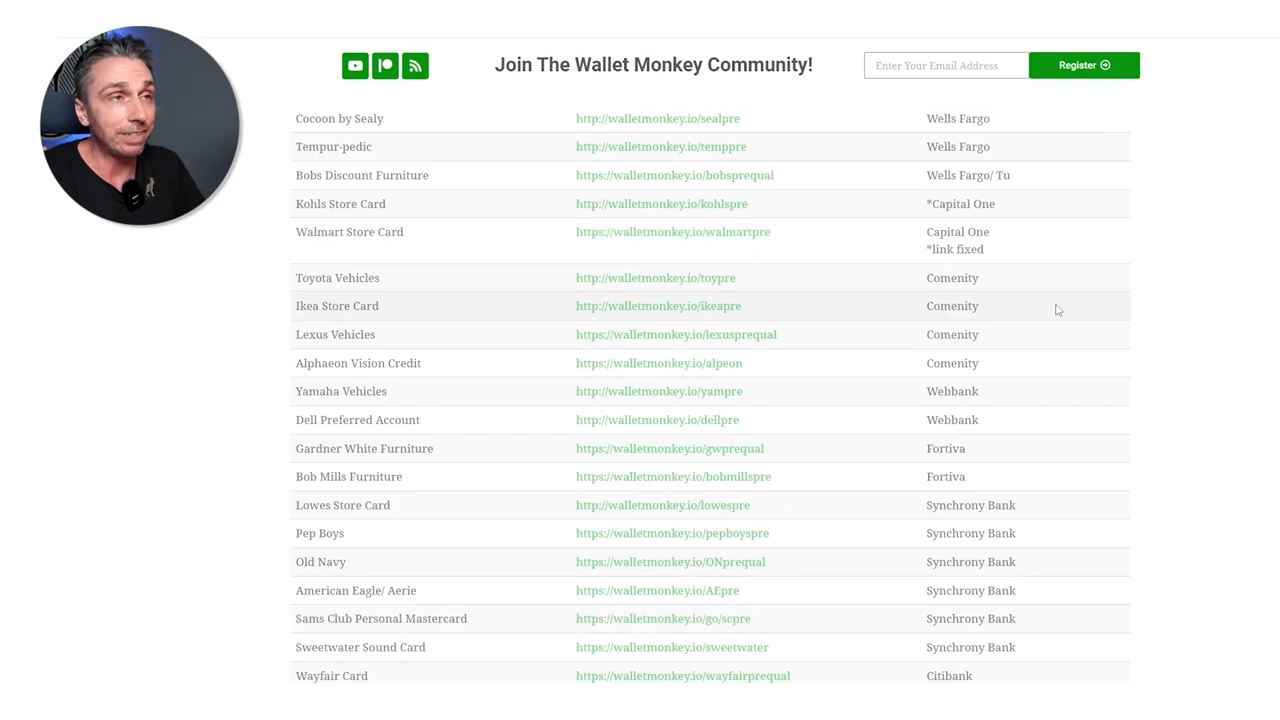 Join The Wallet Monkey Community!
Enter Your Email Address
Register
Cocoon by Sealy http://walletmonkey.io/sealpre Wells Fargo
Tempur-pedic http://walletmonkey.io/temppre Wells Fargo
Bobs Discount Furniture https://walletmonkey.io/bobsprequal Wells Fargo/ Tu
Kohls Store Card http://walletmonkey.io/kohlspre *Capital One
Walmart Store Card https://walletmonkey.io/walmartpre Capital One
*link fixed
Toyota Vehicles http://walletmonkey.io/toypre Comenity
Ikea Store Card http://walletmonkey.io/ikeapre Comenity
Lexus Vehicles https://walletmonkey.io/lexusprequal Comenity
Alphaeon Vision Credit https://walletmonkey.io/alpeon Comenity
Yamaha Vehicles http://walletmonkey.io/yampre Webbank
Dell Preferred Account http://walletmonkey.io/dellpre Webbank
Gardner White Furniture https://walletmonkey.io/gwprequal Fortiva
Bob Mills Furniture https://walletmonkey.io/bobmillspre Fortiva
Lowes Store Card http://walletmonkey.io/lowespre Synchrony Bank
Pep Boys https://walletmonkey.io/pepboyspre Synchrony Bank
Old Navy https://walletmonkey.io/ONprequal Synchrony Bank
American Eagle/ Aerie https://walletmonkey.io/AEpre Synchrony Bank
Sams Club Personal Mastercard https://walletmonkey.io/go/scpre Synchrony Bank
Sweetwater Sound Card https://walletmonkey.io/sweetwater Synchrony Bank
Wayfair Card https://walletmonkey.io/wayfairprequal Citibank